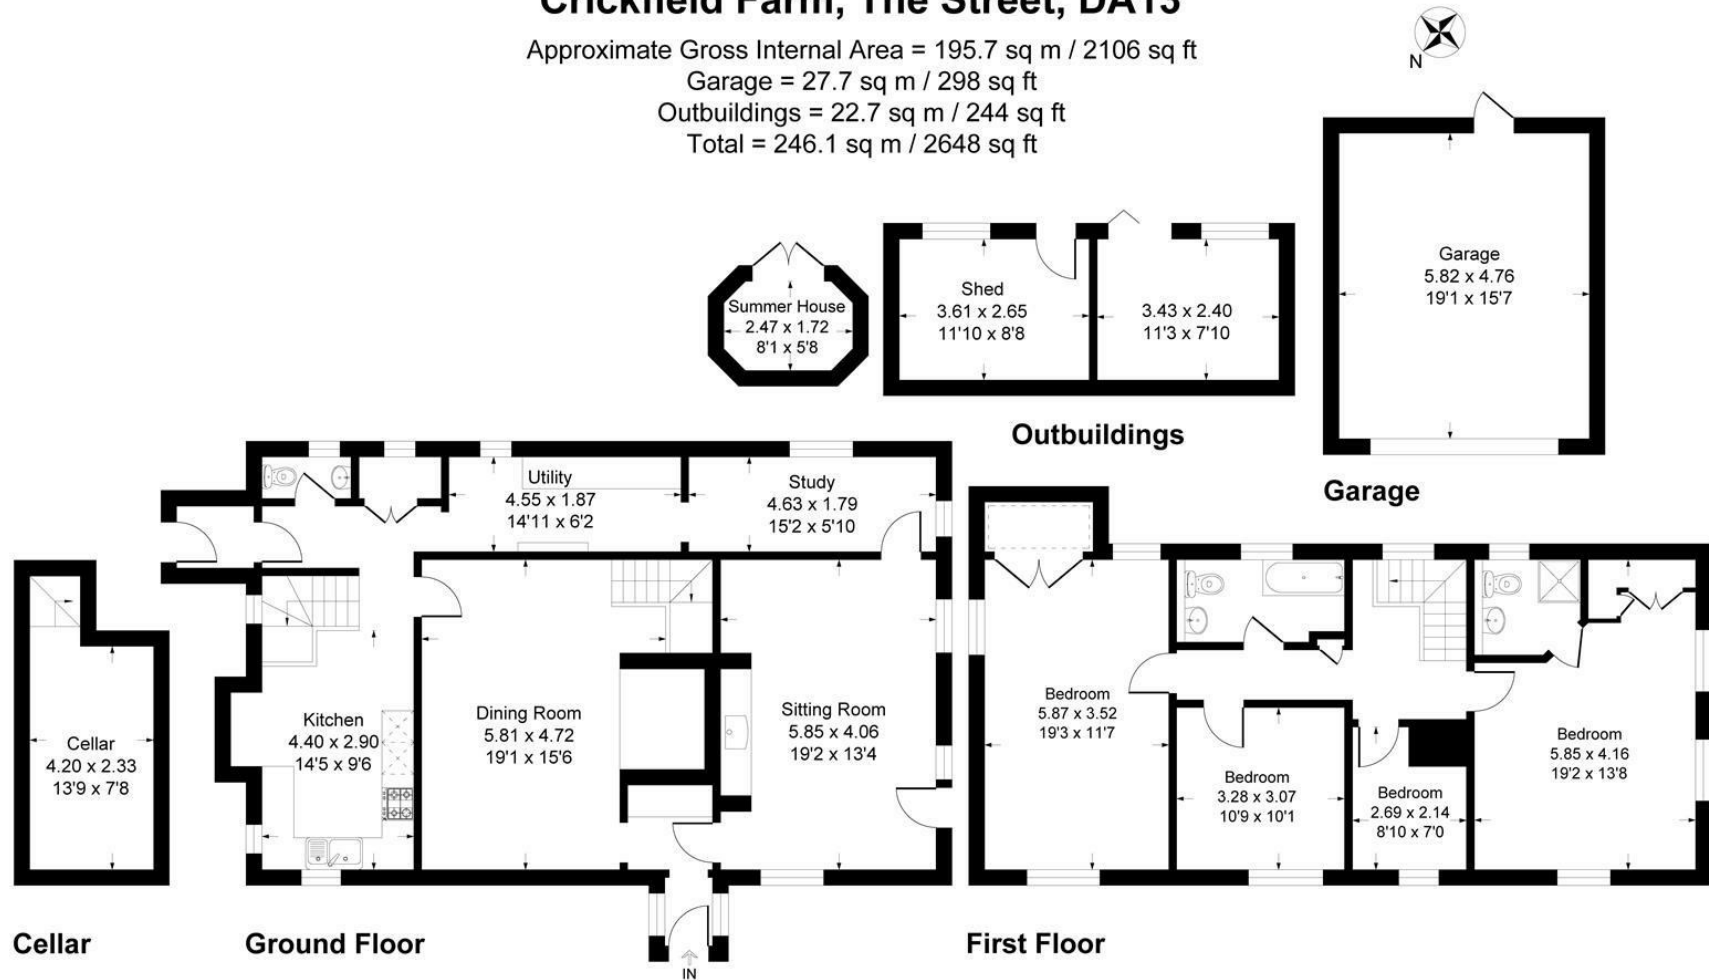 Crickfield Farm, The Street, DA13
Approximate Gross Internal Area = 195.7 sq m / 2106 sq ft
Garage = 27.7 sq m / 298 sq ft
Outbuildings = 22.7 sq m / 244 sq ft
Total = 246.1 sq m / 2648 sq ft
N
Garage
5.82 x 4.76
19'1 x 15'7
Summer House
2.47 x 1.72
8'1 x 5'8
Shed
3.61 x 2.65
11'10 x 8'8
3.43 x 2.40
11'3 x 7'10
Outbuildings
Garage
Utility
4.55 x 1.87
14'11 x 6'2
Study
4.63 x 1.79
15'2 x 5'10
Cellar
4.20 x 2.33
13'9 x 7'8
Kitchen
4.40 x 2.90
14'5 x 9'6
Dining Room
5.81 x 4.72
19'1 x 15'6
Sitting Room
5.85 x 4.06
19'2 x 13'4
Bedroom
5.87 x 3.52
19'3 x 11'7
Bedroom
3.28 x 3.07
10'9 x 10'1
Bedroom
2.69 x 2.14
8'10 x 7'0
Bedroom
5.85 x 4.16
19'2 x 13'8
IN
Cellar
Ground Floor
First Floor